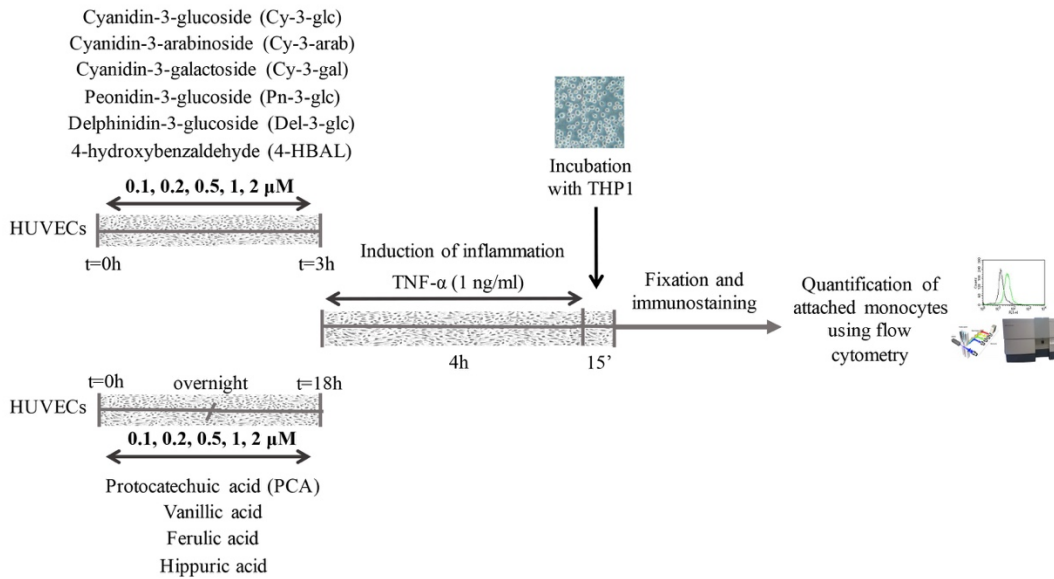 Cyanidin-3-glucoside (Cy-3-glc)
Cyanidin-3-arabinoside (Cy-3-arab)
Cyanidin-3-galactoside (Cy-3-gal)
Peonidin-3-glucoside (Pn-3-glc)
Delphinidin-3-glucoside (Del-3-glc)
4-hydroxybenzaldehyde (4-HBAL)
0.1, 0.2, 0.5, 1, 2 µM
HUVECs
t=0h
t=3h
Incubation
with THP1
Induction of inflammation
TNF-α (1 ng/ml)
4h
15’
Fixation and
immunostaining
Quantification of
attached monocytes
using flow
cytometry
t=0h
overnight
t=18h
HUVECs
0.1, 0.2, 0.5, 1, 2 µM
Protocatechuic acid (PCA)
Vanillic acid
Ferulic acid
Hippuric acid